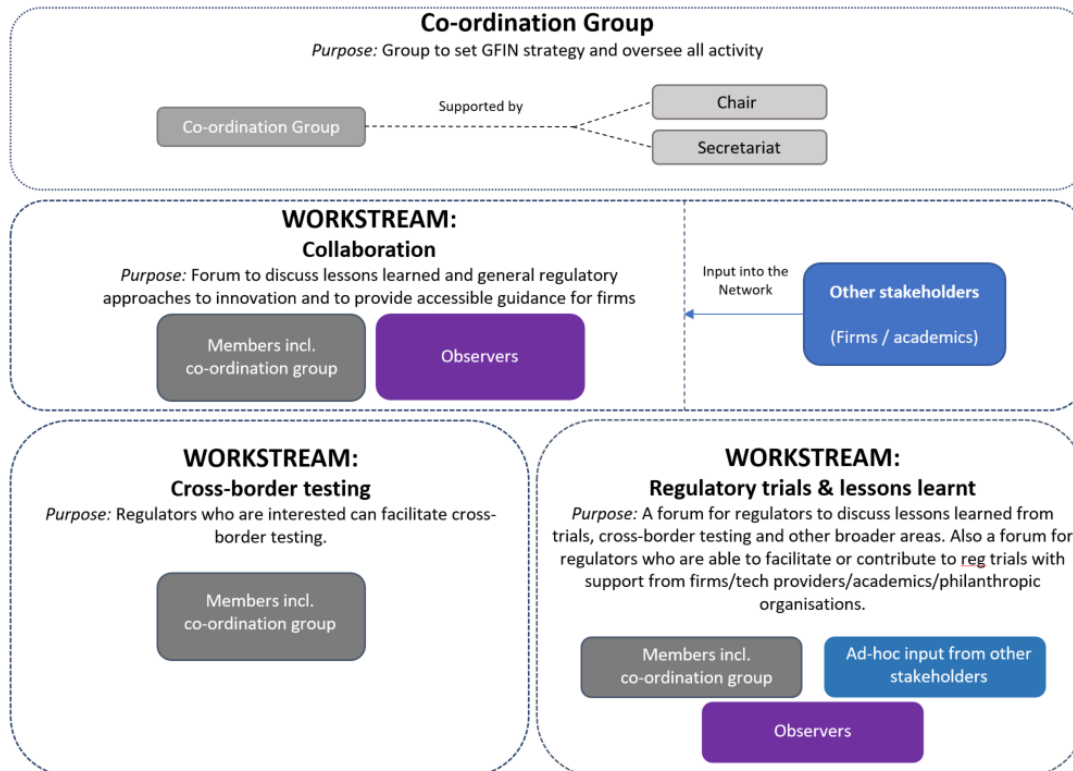 Co-ordination Group
Purpose: Group to set GFIN strategy and oversee all activity
Co-ordination Group
Supported by
Chair
Secretariat
WORKSTREAM:
Collaboration
Purpose: Forum to discuss lessons learned and general regulatory
approaches to innovation and to provide accessible guidance for firms
Members incl.
co-ordination group
Observers
Input into the
Network
Other stakeholders
(Firms / academics)
WORKSTREAM:
Cross-border testing
Purpose: Regulators who are interested can facilitate cross-
border testing.
Members incl.
co-ordination group
WORKSTREAM:
Regulatory trials & lessons learnt
Purpose: A forum for regulators to discuss lessons learned from
trials, cross-border testing and other broader areas. Also a forum for
regulators who are able to facilitate or contribute to reg trials with
support from firms/tech providers/academics/philanthropic
organisations.
Members incl.
co-ordination group
Ad-hoc input from other
stakeholders
Observers